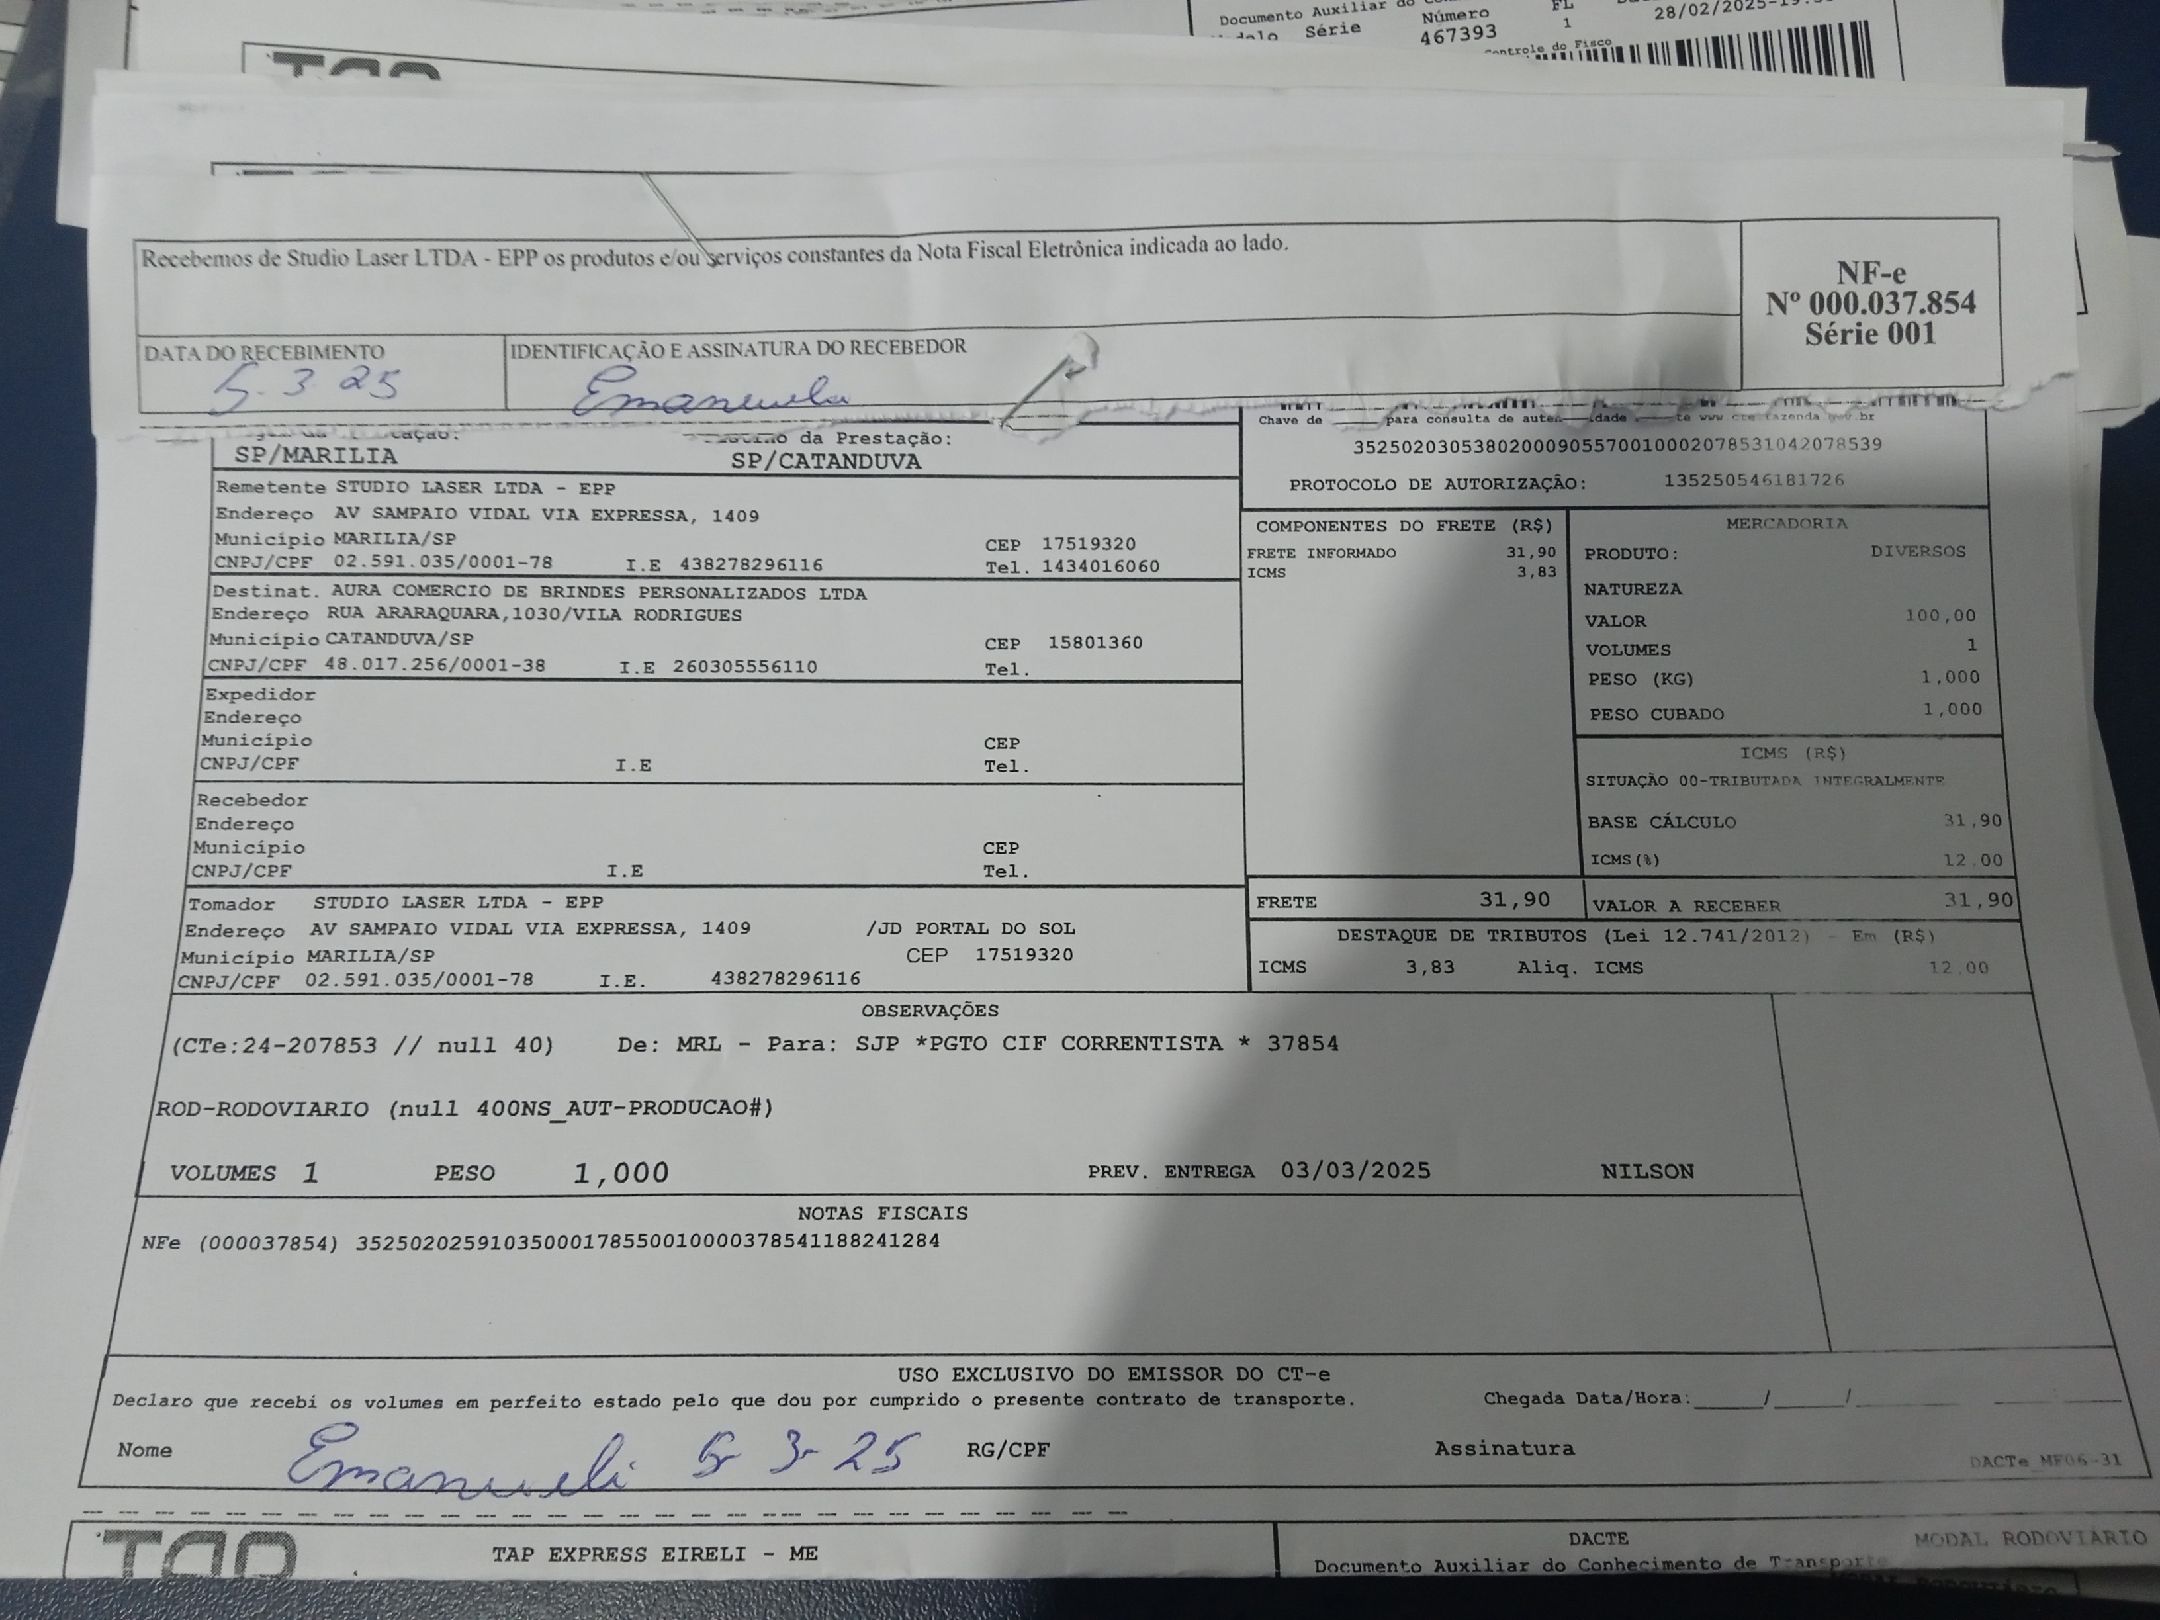 Documento Auxiliar do
Série Número FL
467393 1 28/02/2025
Controle do Fisco
TAP
Recebemos de Studio Laser LTDA - EPP os produtos e/ou serviços constantes da Nota Fiscal Eletrônica indicada ao lado.
NF-e
Nº 000.037.854
Série 001
DATA DO RECEBIMENTO IDENTIFICAÇÃO E ASSINATURA DO RECEBEDOR
5.3.25
Chave de para consulta de
da Prestação:
SP/MARILIA SP/CATANDUVA
35250203053802000905570010002078531042078539
PROTOCOLO DE AUTORIZAÇÃO: 135250546181726
Remetente STUDIO LASER LTDA - EPP
Endereço AV SAMPAIO VIDAL VIA EXPRESSA, 1409
Município MARILIA/SP CEP 17519320
CNPJ/CPF 02.591.035/0001-78 I.E 438278296116 Tel. 1434016060
Destinat. AURA COMERCIO DE BRINDES PERSONALIZADOS LTDA
Endereço RUA ARARAQUARA,1030/VILA RODRIGUES
Município CATANDUVA/SP CEP 15801360
CNPJ/CPF 48.017.256/0001-38 I.E 260305556110 Tel.
Expedidor
Endereço
Município CEP
CNPJ/CPF I.E Tel.
Recebedor
Endereço
Município CEP
CNPJ/CPF I.E Tel.
Tomador STUDIO LASER LTDA - EPP
Endereço AV SAMPAIO VIDAL VIA EXPRESSA, 1409 /JD PORTAL DO SOL
Município MARILIA/SP CEP 17519320
CNPJ/CPF 02.591.035/0001-78 I.E. 438278296116
COMPONENTES DO FRETE (R$)
FRETE INFORMADO 31,90
ICMS 3,83
MERCADORIA
PRODUTO: DIVERSOS
NATUREZA
VALOR 100,00
VOLUMES 1
PESO (KG) 1,000
PESO CUBADO 1,000
ICMS (R$)
SITUAÇÃO 00-TRIBUTADA INTEGRALMENTE
BASE CÁLCULO 31,90
ICMS(%) 12.00
FRETE 31,90 VALOR A RECEBER 31,90
DESTAQUE DE TRIBUTOS (Lei 12.741/2012) - Em (R$)
ICMS 3,83 Aliq. ICMS 12.00
OBSERVAÇÕES
(CTe:24-207853 // null 40) De: MRL - Para: SJP *PGTO CIF CORRENTISTA * 37854
ROD-RODOVIARIO (null 400NS_AUT-PRODUCAO#)
VOLUMES 1 PESO 1,000 PREV. ENTREGA 03/03/2025 NILSON
NOTAS FISCAIS
NFe (000037854) 35250202591035000178550010000378541188241284
USO EXCLUSIVO DO EMISSOR DO CT-e
Declaro que recebi os volumes em perfeito estado pelo que dou por cumprido o presente contrato de transporte. Chegada Data/Hora:____/____/____
Nome Emanueli 5-3-25 RG/CPF Assinatura
DACTe_MF06-31
TAP
TAP EXPRESS EIRELI - ME DACTE MODAL RODOVIÁRIO
Documento Auxiliar do Conhecimento de Transporte